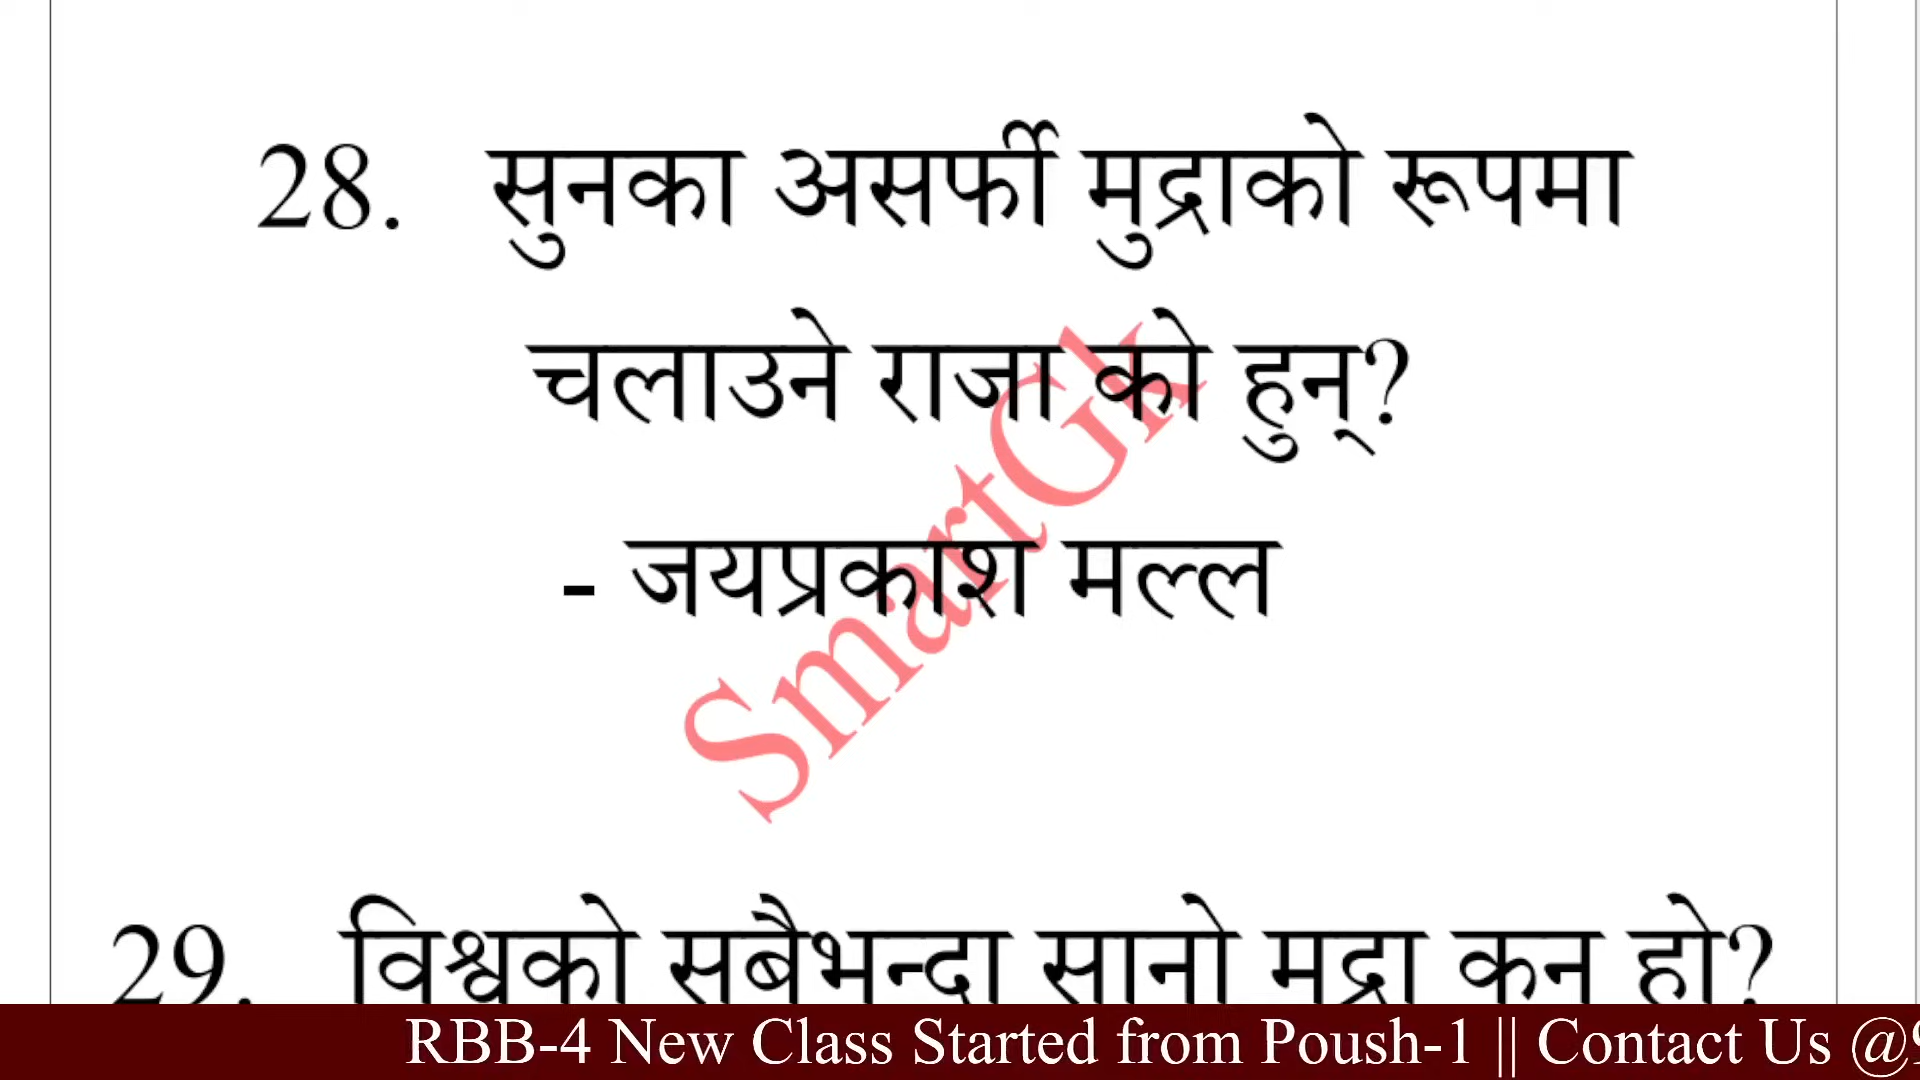 28. सुनका असर्फी मुद्राको रूपमा
चलाउने राजा को हुन्?
- जयप्रकाश मल्ल
SmartGk
29. विश्वको सबैभन्दा सानो मुद्रा कुन हो?
RBB-4 New Class Started from Poush-1 || Contact Us @9